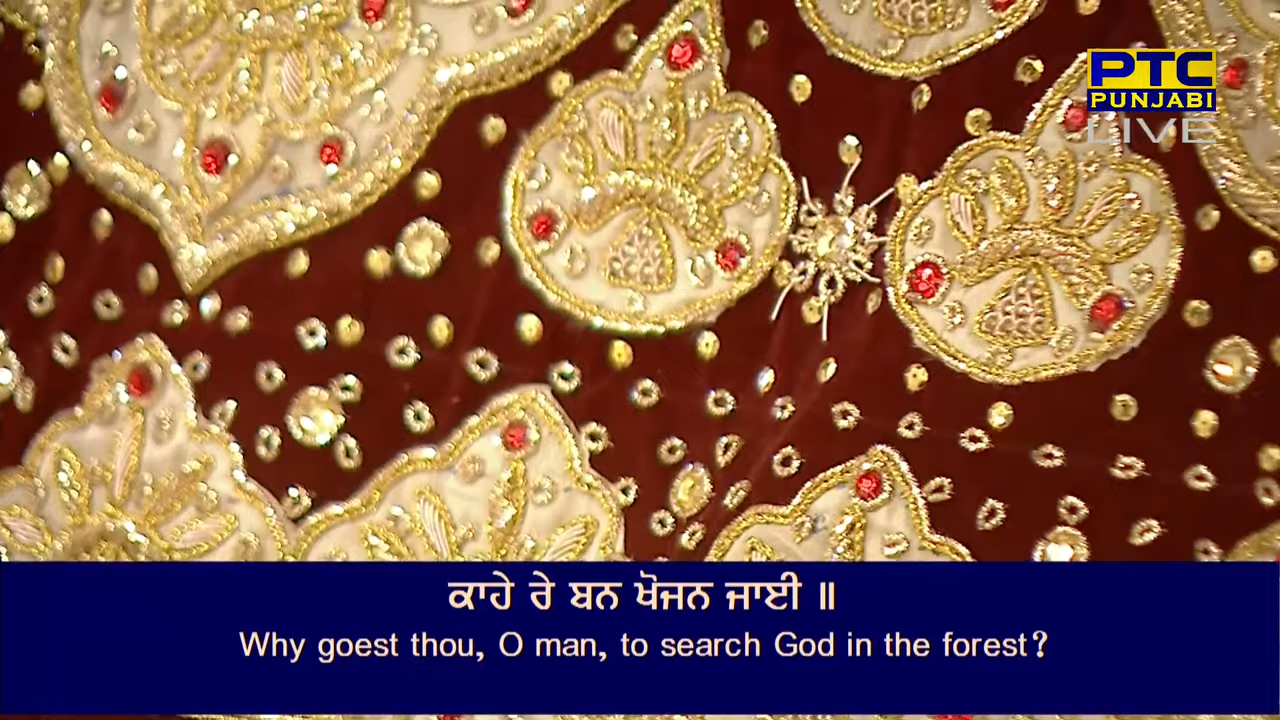 PTC
PUNJABI
LIVE
ਕਾਹੇ ਰੇ ਬਨ ਖੋਜਨ ਜਾਈ ॥
Why goest thou, O man, to search God in the forest?